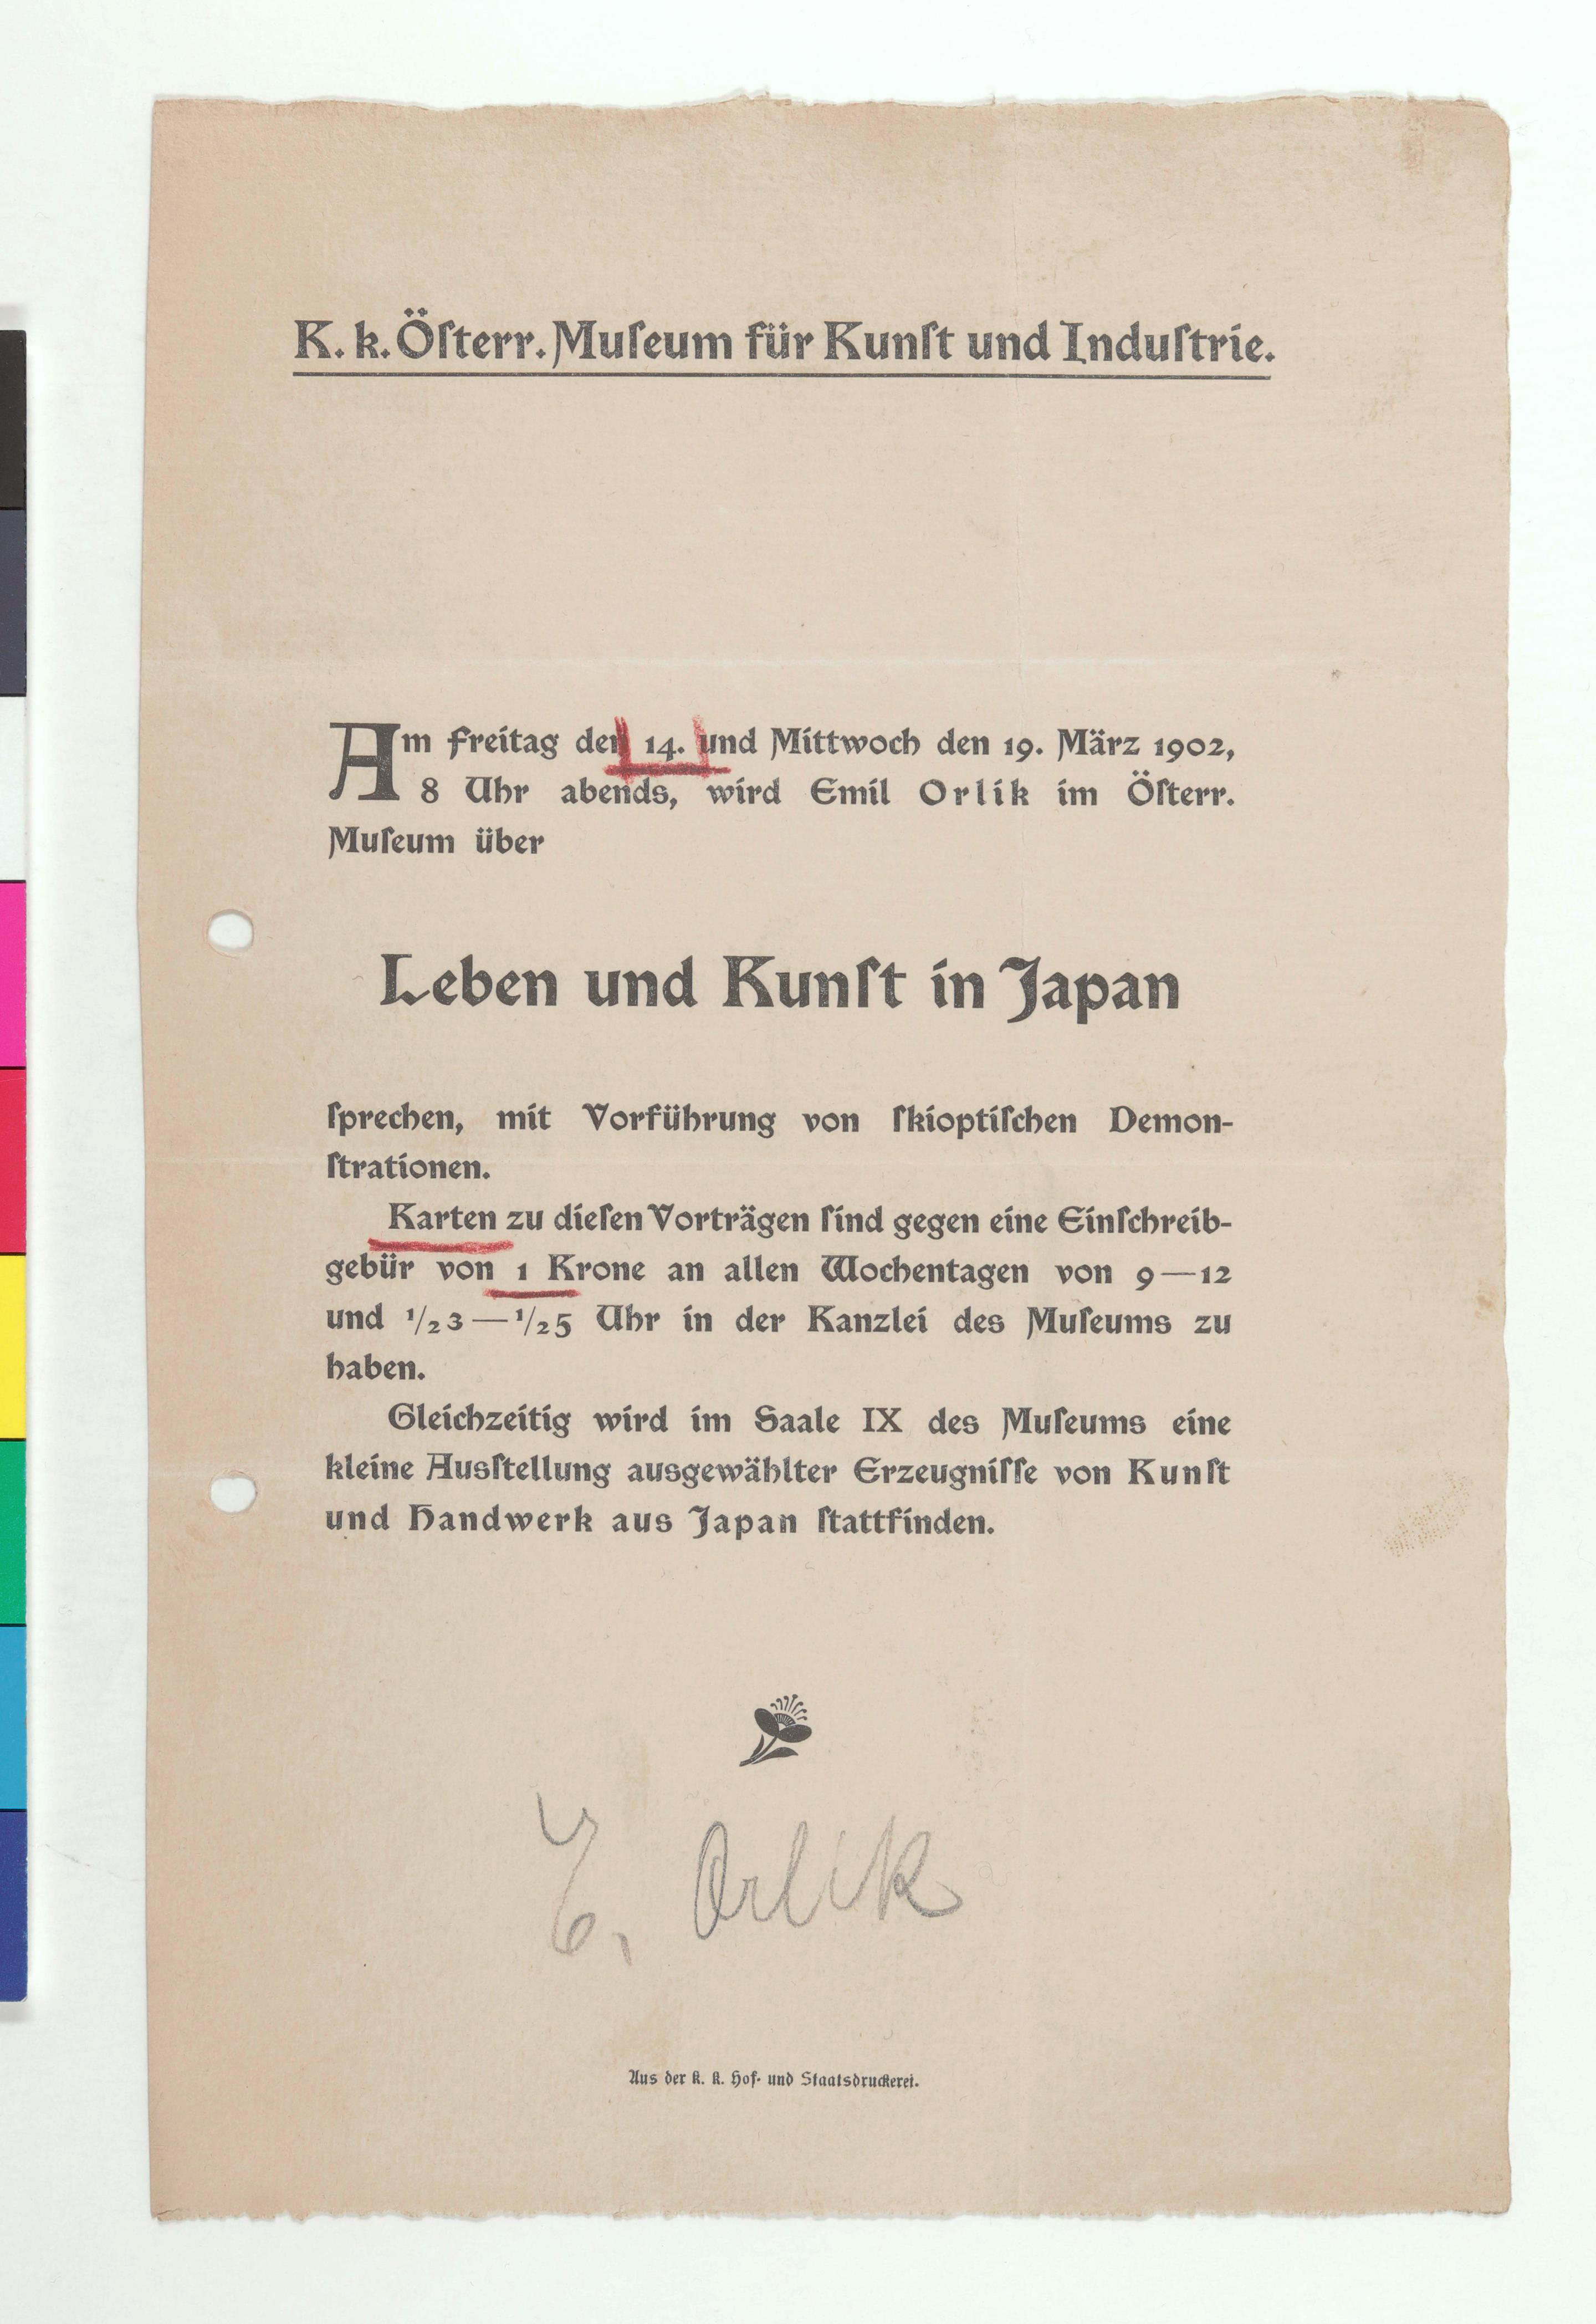 K. k. Öſterr. Muſeum für Kunſt und Induſtrie.
Am Freitag den 14. und Mittwoch den 19. März 1902,
8 Uhr abends, wird Emil Orlik im Öſterr.
Muſeum über
Leben und Kunſt in Japan
ſprechen, mit Vorführung von ſkioptiſchen Demon-
ſtrationen.
Karten zu dieſen Vorträgen ſind gegen eine Einſchreib-
gebür von 1 Krone an allen Wochentagen von 9—12
und 1/2 3—1/2 5 Uhr in der Kanzlei des Muſeums zu
haben.
Gleichzeitig wird im Saale IX des Muſeums eine
kleine Ausſtellung ausgewählter Erzeugniſſe von Kunſt
und Handwerk aus Japan ſtattfinden.
E. Orlik
Aus der k. k. Hof- und Staatsdruckerei.